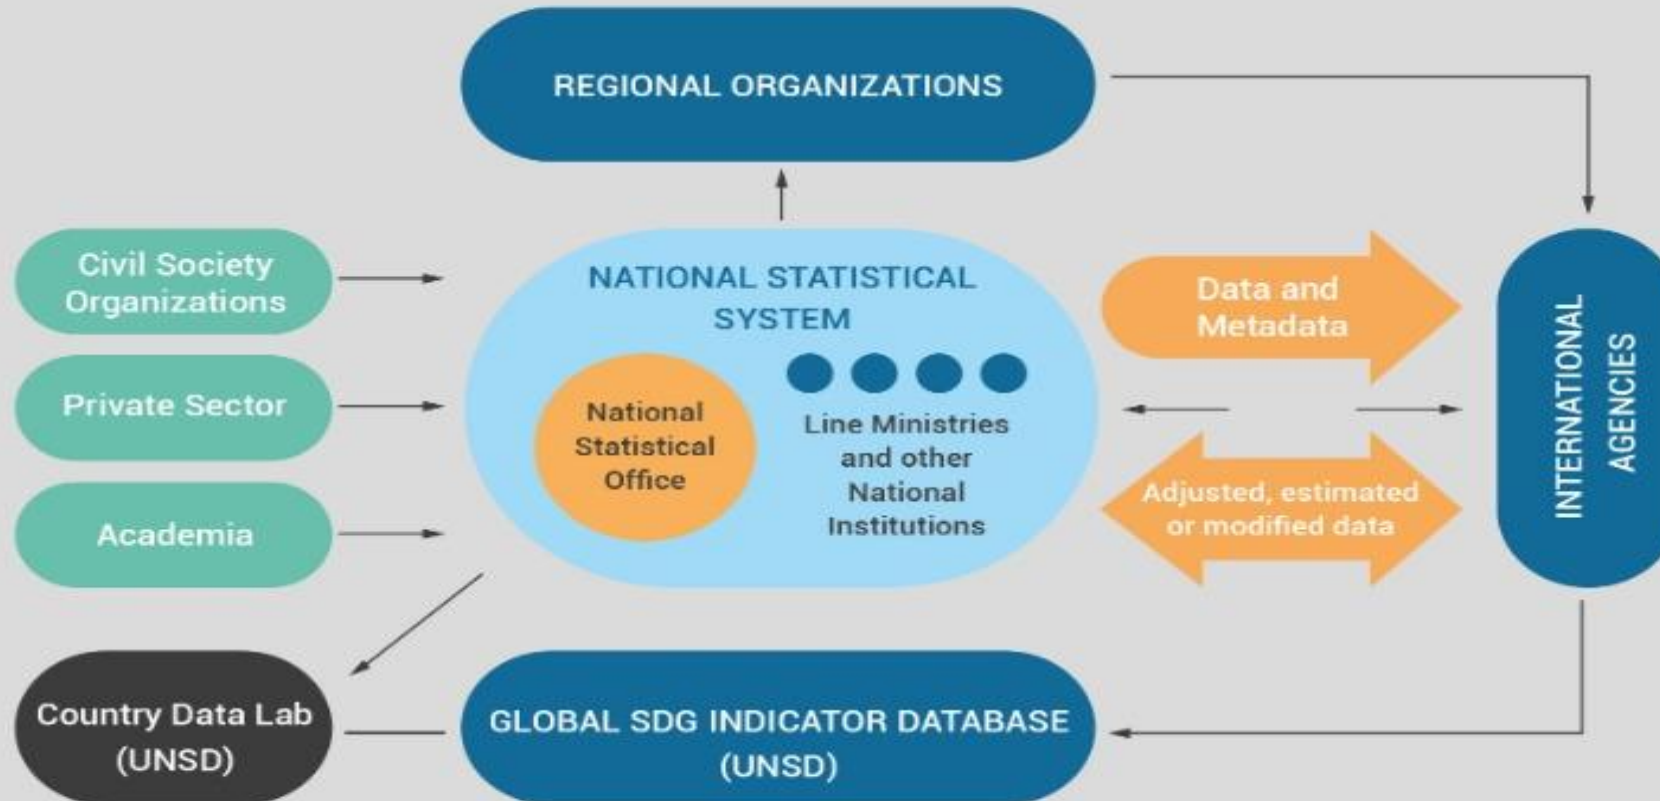 REGIONAL ORGANIZATIONS
Civil Society
Organizations
Private Sector
Academia
NATIONAL STATISTICAL
SYSTEM
National
Statistical
Office
Line Ministries
and other
National
Institutions
Data and
Metadata
Adjusted, estimated
or modified data
INTERNATIONAL
AGENCIES
Country Data Lab
(UNSD)
GLOBAL SDG INDICATOR DATABASE
(UNSD)